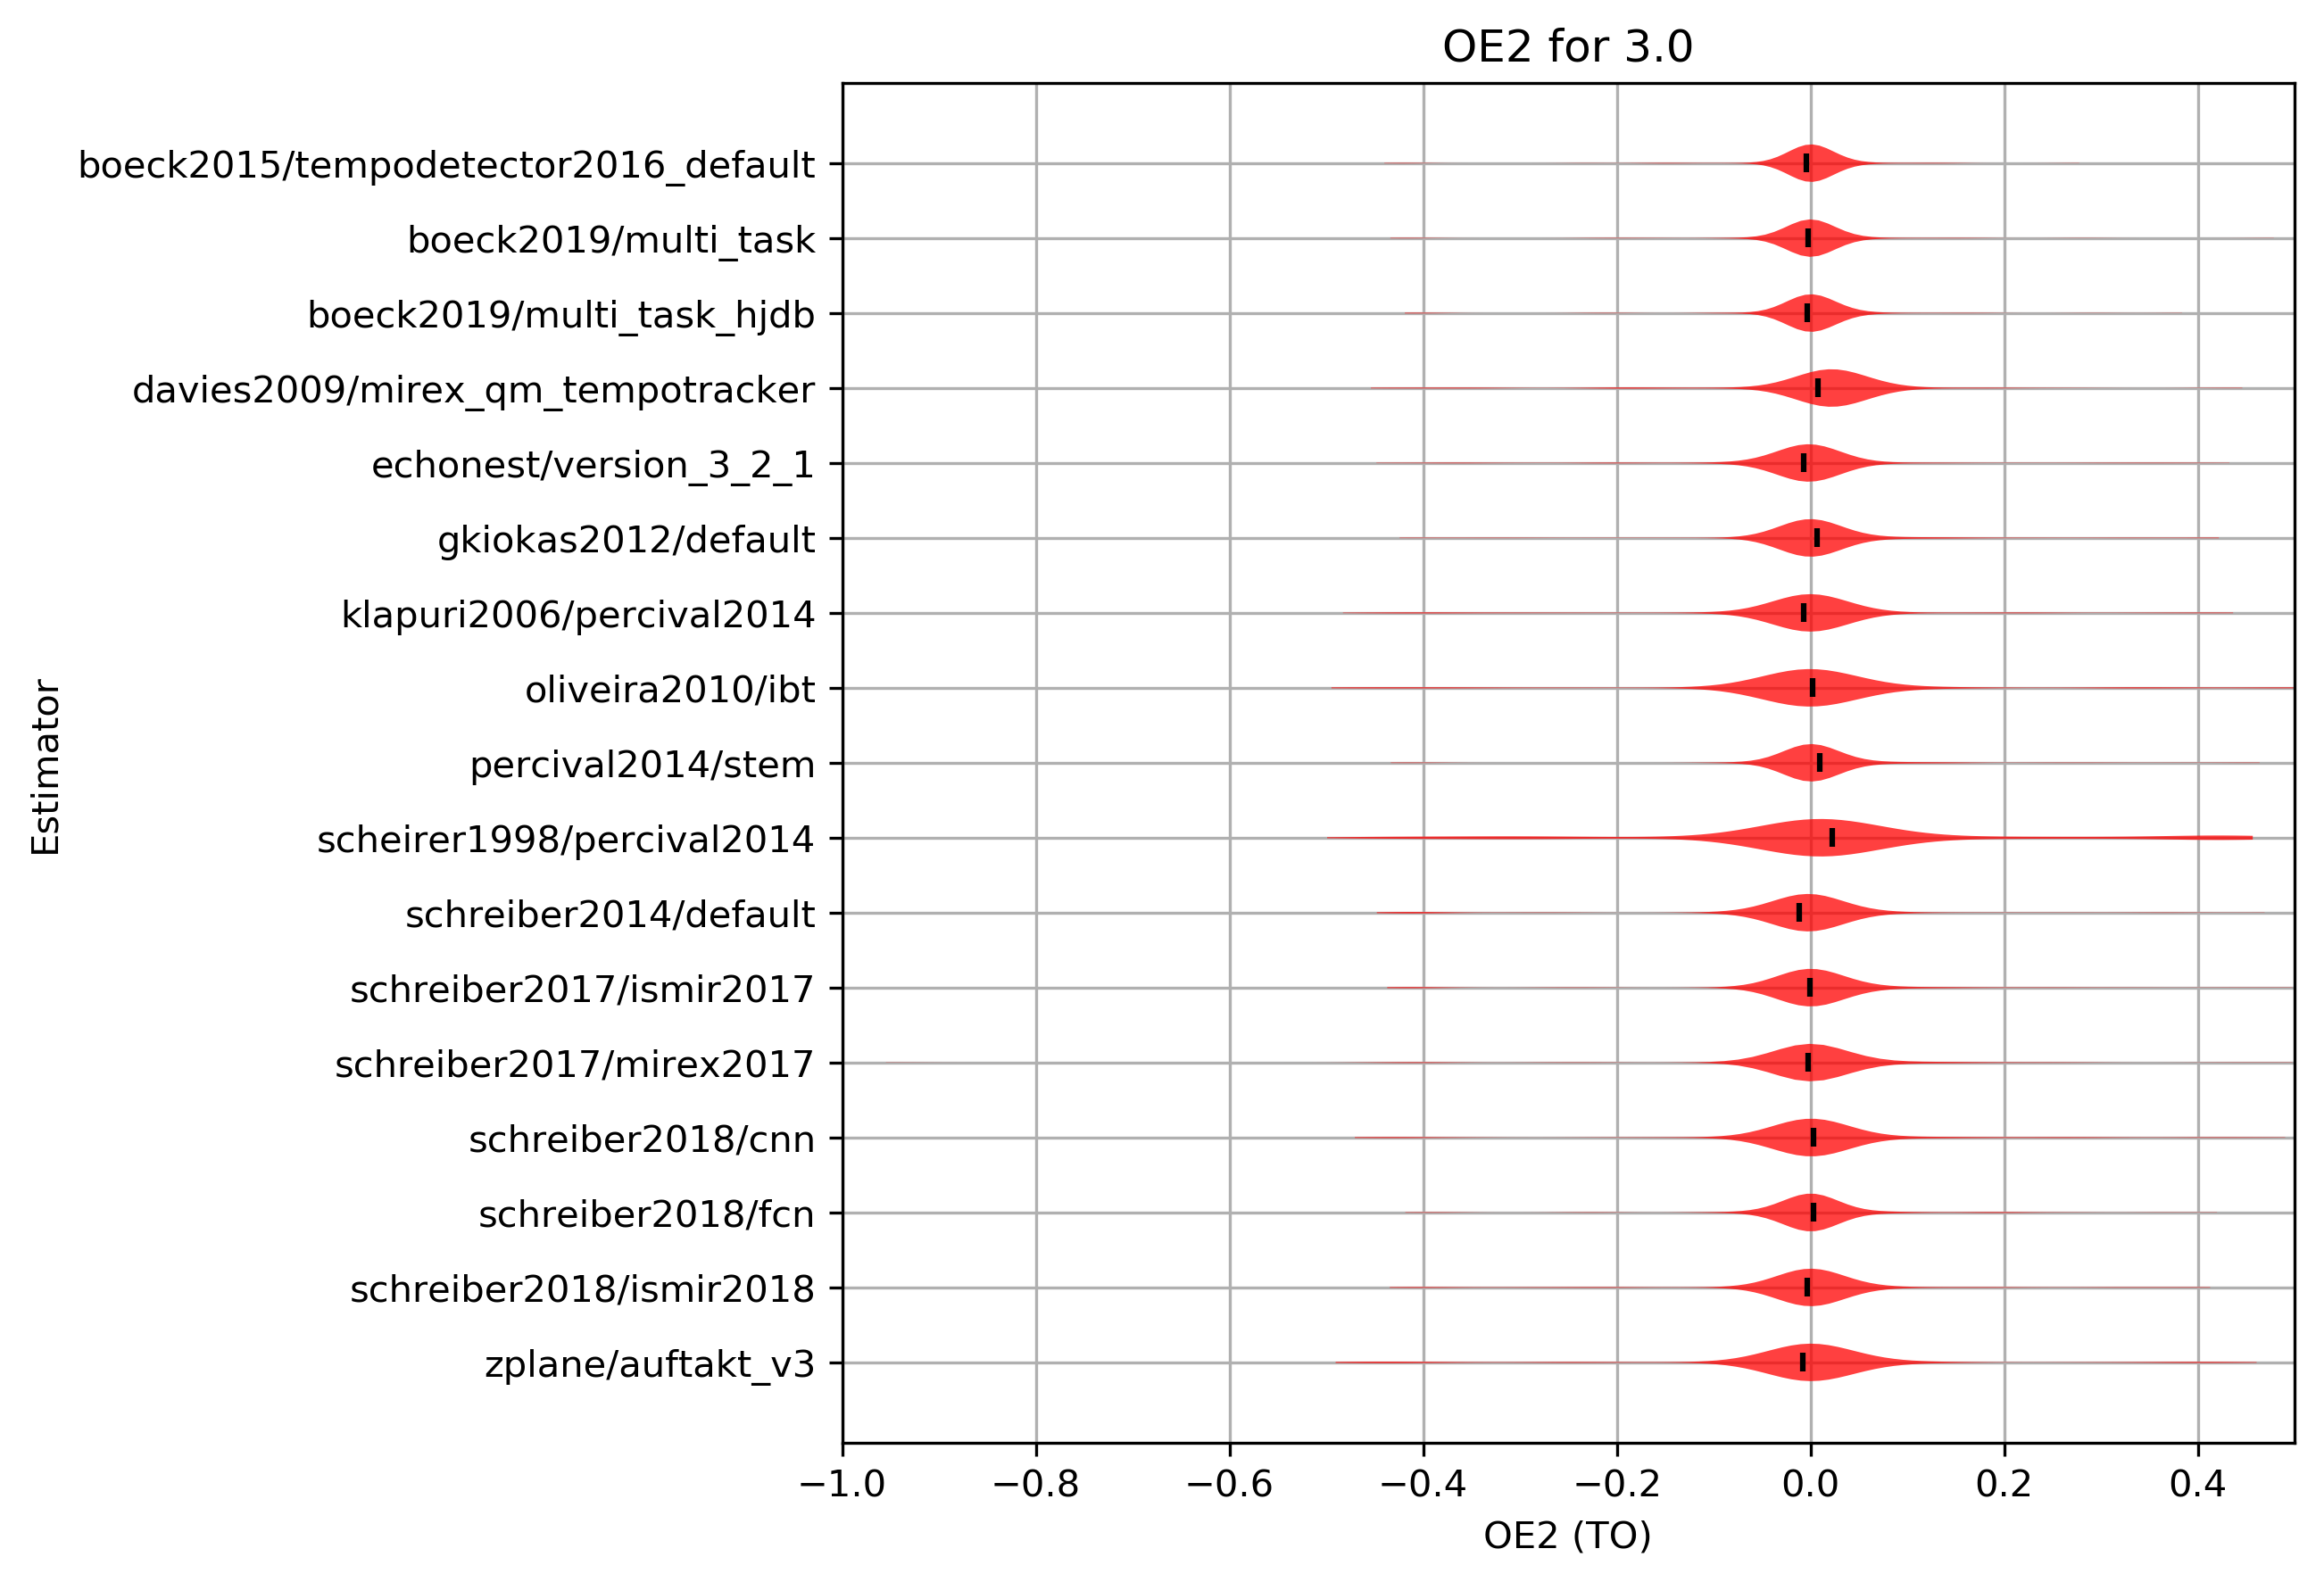 OE2 for 3.0
boeck2015/tempodetector2016_default
boeck2019/multi_task
boeck2019/multi_task_hjdb
davies2009/mirex_qm_tempotracker
echonest/version_3_2_1
gkiokas2012/default
klapuri2006/percival2014
oliveira2010/ibt
percival2014/stem
scheirer1998/percival2014
schreiber2014/default
schreiber2017/ismir2017
schreiber2017/mirex2017
schreiber2018/cnn
schreiber2018/fcn
schreiber2018/ismir2018
zplane/auftakt_v3
Estimator
−1.0 −0.8 −0.6 −0.4 −0.2 0.0 0.2 0.4
OE2 (TO)